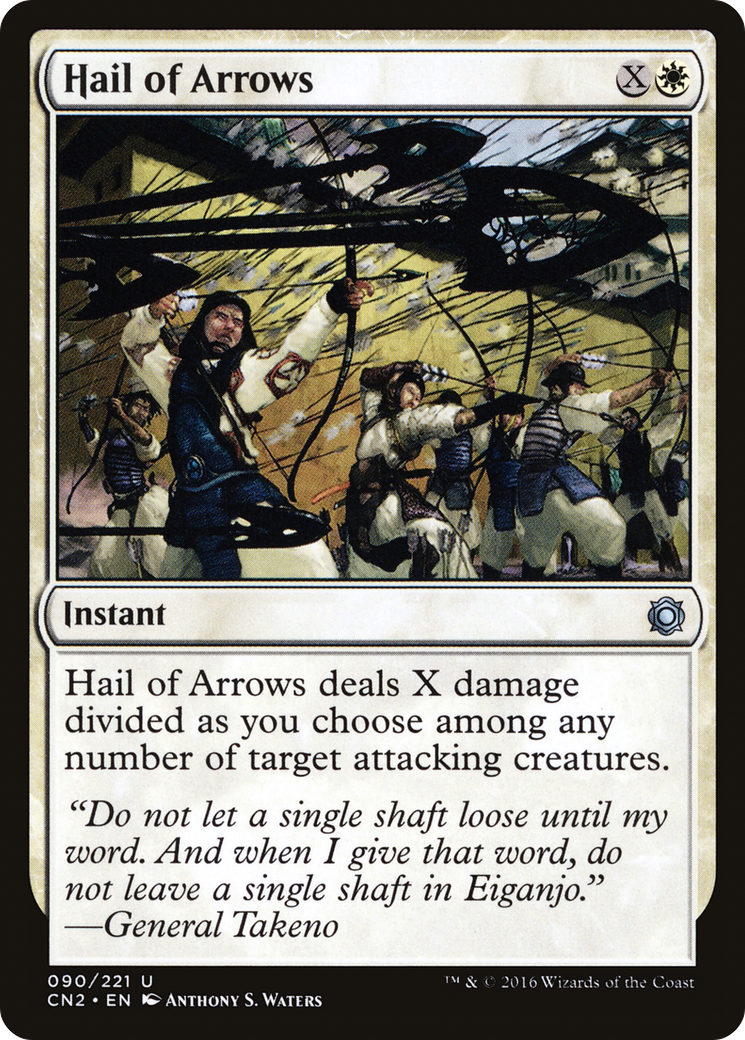 Hail of Arrows X
Instant
Hail of Arrows deals X damage
divided as you choose among any
number of target attacking creatures.
“Do not let a single shaft loose until my
word. And when I give that word, do
not leave a single shaft in Eiganjo.”
—General Takeno
090/221 U
CN2 • EN Anthony S. Waters
™ & © 2016 Wizards of the Coast